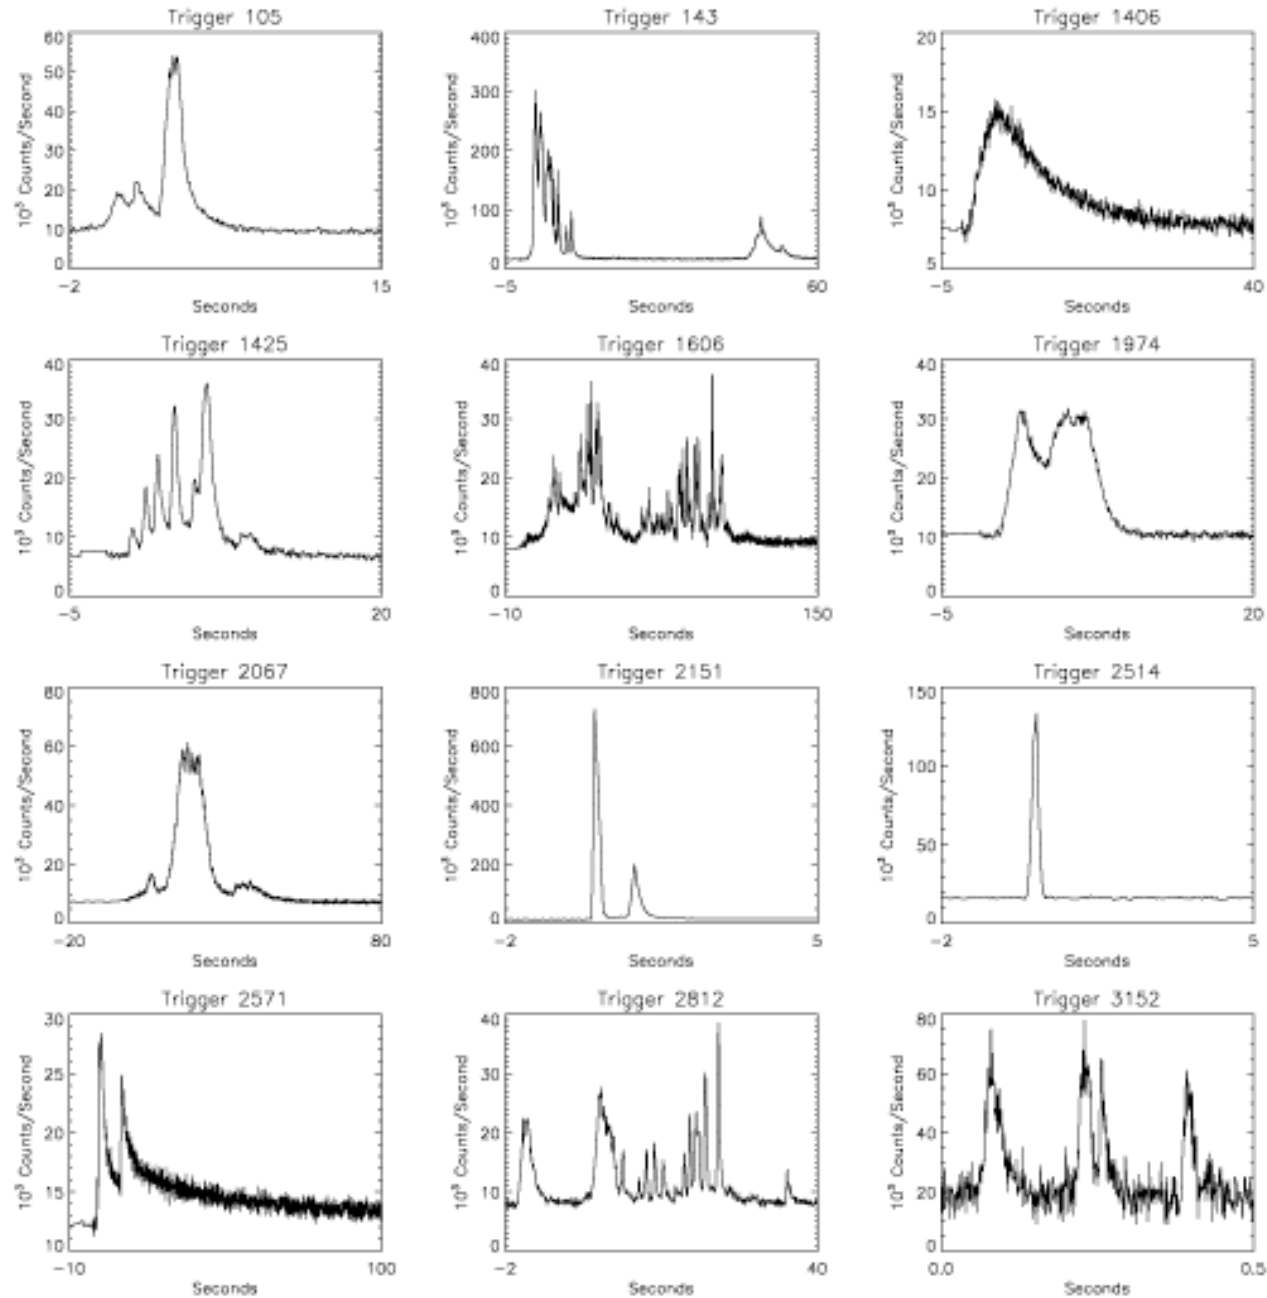 Trigger 105
Trigger 143
Trigger 1406
60
50
40
30
20
10
0
10³ Counts/Second
-2
15
Seconds
400
300
200
100
0
10³ Counts/Second
-5
60
Seconds
20
15
10
5
10³ Counts/Second
-5
40
Seconds
Trigger 1425
Trigger 1606
Trigger 1974
40
30
20
10
0
10³ Counts/Second
-5
20
Seconds
40
30
20
10
0
10³ Counts/Second
-10
150
Seconds
40
30
20
10
0
10³ Counts/Second
-5
20
Seconds
Trigger 2067
Trigger 2151
Trigger 2514
80
60
40
20
0
10³ Counts/Second
-20
80
Seconds
800
600
400
200
0
10³ Counts/Second
-2
5
Seconds
150
100
50
0
10³ Counts/Second
-2
5
Seconds
Trigger 2571
Trigger 2812
Trigger 3152
30
25
20
15
10
10³ Counts/Second
-10
100
Seconds
40
30
20
10
0
10³ Counts/Second
-2
40
Seconds
80
60
40
20
0
10³ Counts/Second
0.0
0.5
Seconds